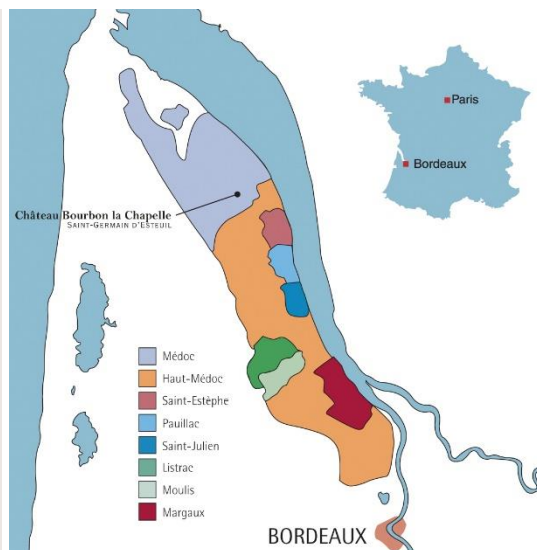 Paris
Bordeaux
Château Bourbon la Chapelle
SAINT-GERMAIN D'ESTEUIL
Médoc
Haut-Médoc
Saint-Estèphe
Pauillac
Saint-Julien
Listrac
Moulis
Margaux
BORDEAUX